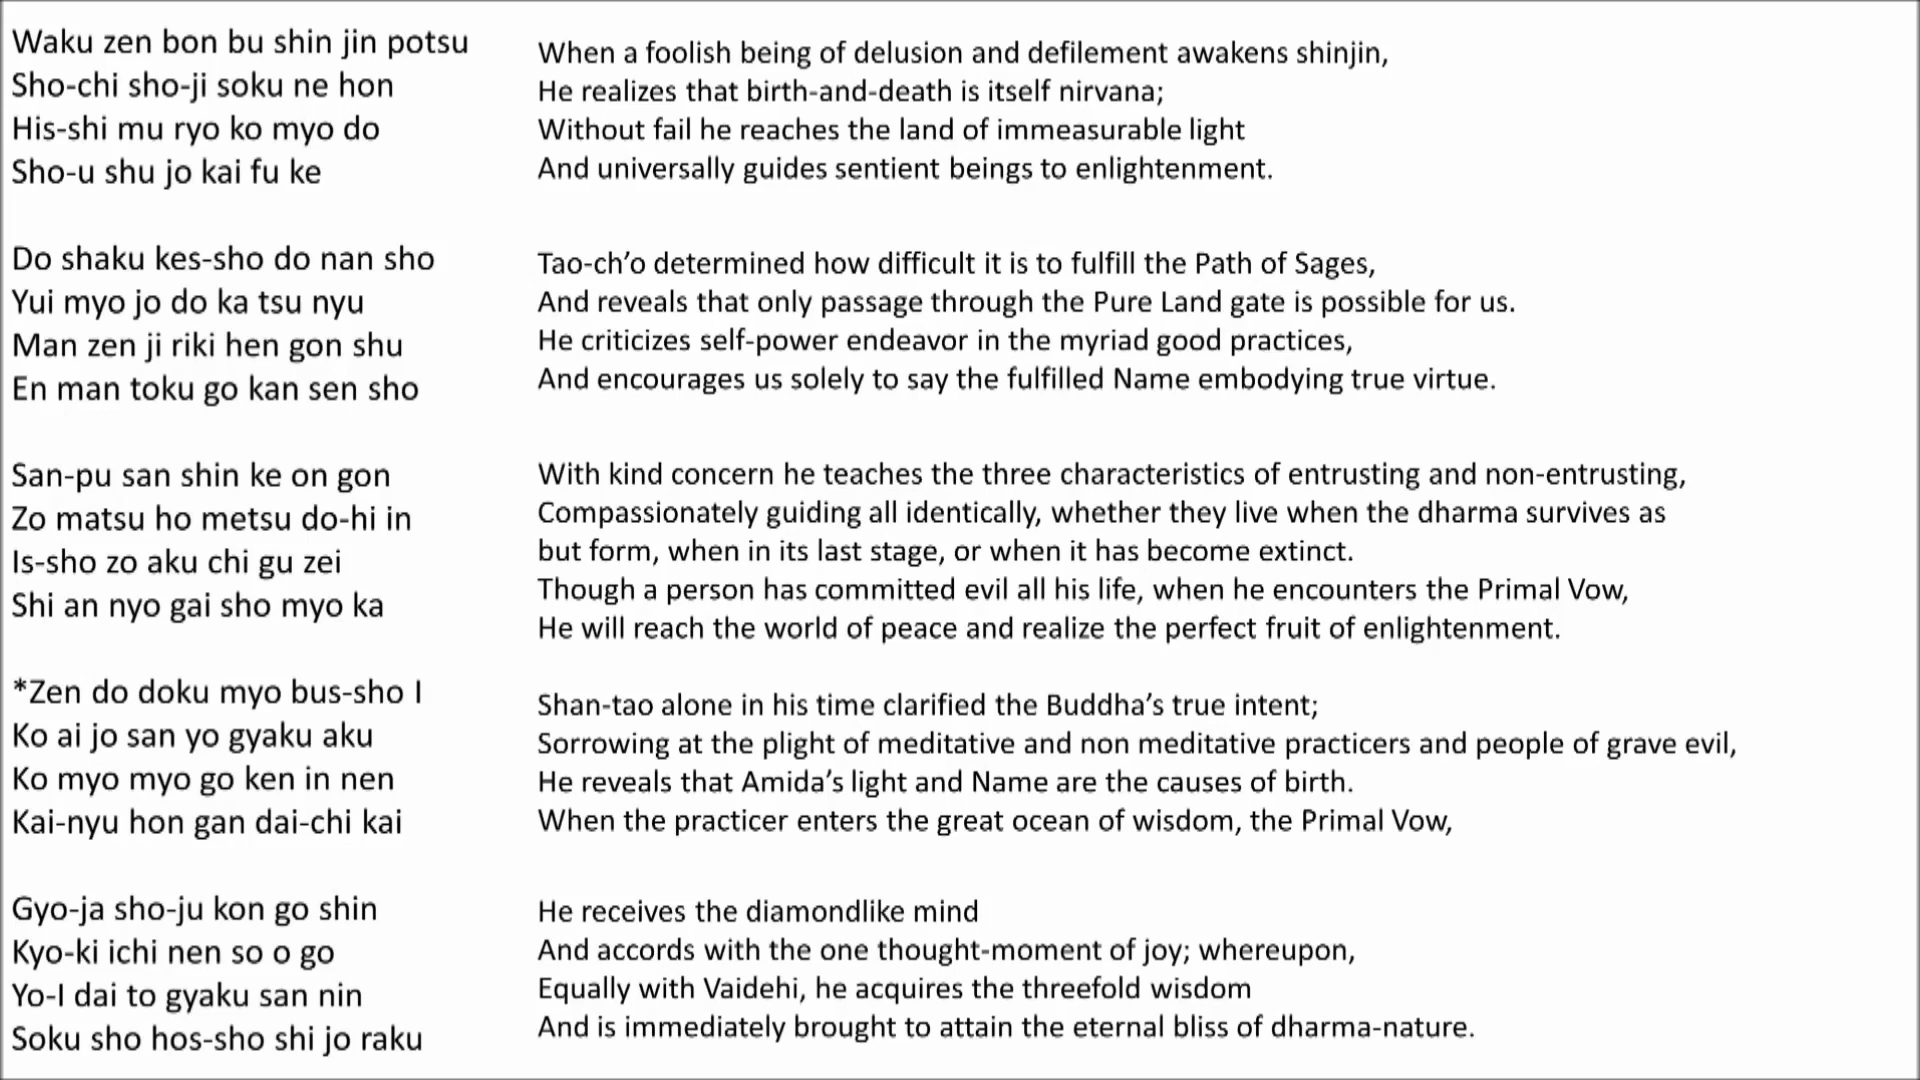 Waku zen bon bu shin jin potsu
Sho-chi sho-ji soku ne hon
His-shi mu ryo ko myo do
Sho-u shu jo kai fu ke
When a foolish being of delusion and defilement awakens shinjin,
He realizes that birth-and-death is itself nirvana;
Without fail he reaches the land of immeasurable light
And universally guides sentient beings to enlightenment.
Do shaku kes-sho do nan sho
Yui myo jo do ka tsu nyu
Man zen ji riki hen gon shu
En man toku go kan sen sho
Tao-ch’o determined how difficult it is to fulfill the Path of Sages,
And reveals that only passage through the Pure Land gate is possible for us.
He criticizes self-power endeavor in the myriad good practices,
And encourages us solely to say the fulfilled Name embodying true virtue.
San-pu san shin ke on gon
Zo matsu ho metsu do-hi in
Is-sho zo aku chi gu zei
Shi an nyo gai sho myo ka
With kind concern he teaches the three characteristics of entrusting and non-entrusting,
Compassionately guiding all identically, whether they live when the dharma survives as
but form, when in its last stage, or when it has become extinct.
Though a person has committed evil all his life, when he encounters the Primal Vow,
He will reach the world of peace and realize the perfect fruit of enlightenment.
*Zen do doku myo bus-sho I
Ko ai jo san yo gyaku aku
Ko myo myo go ken in nen
Kai-nyu hon gan dai-chi kai
Shan-tao alone in his time clarified the Buddha’s true intent;
Sorrowing at the plight of meditative and non meditative practicers and people of grave evil,
He reveals that Amida’s light and Name are the causes of birth.
When the practicer enters the great ocean of wisdom, the Primal Vow,
Gyo-ja sho-ju kon go shin
Kyo-ki ichi nen so o go
Yo-I dai to gyaku san nin
Soku sho hos-sho shi jo raku
He receives the diamondlike mind
And accords with the one thought-moment of joy; whereupon,
Equally with Vaidehi, he acquires the threefold wisdom
And is immediately brought to attain the eternal bliss of dharma-nature.